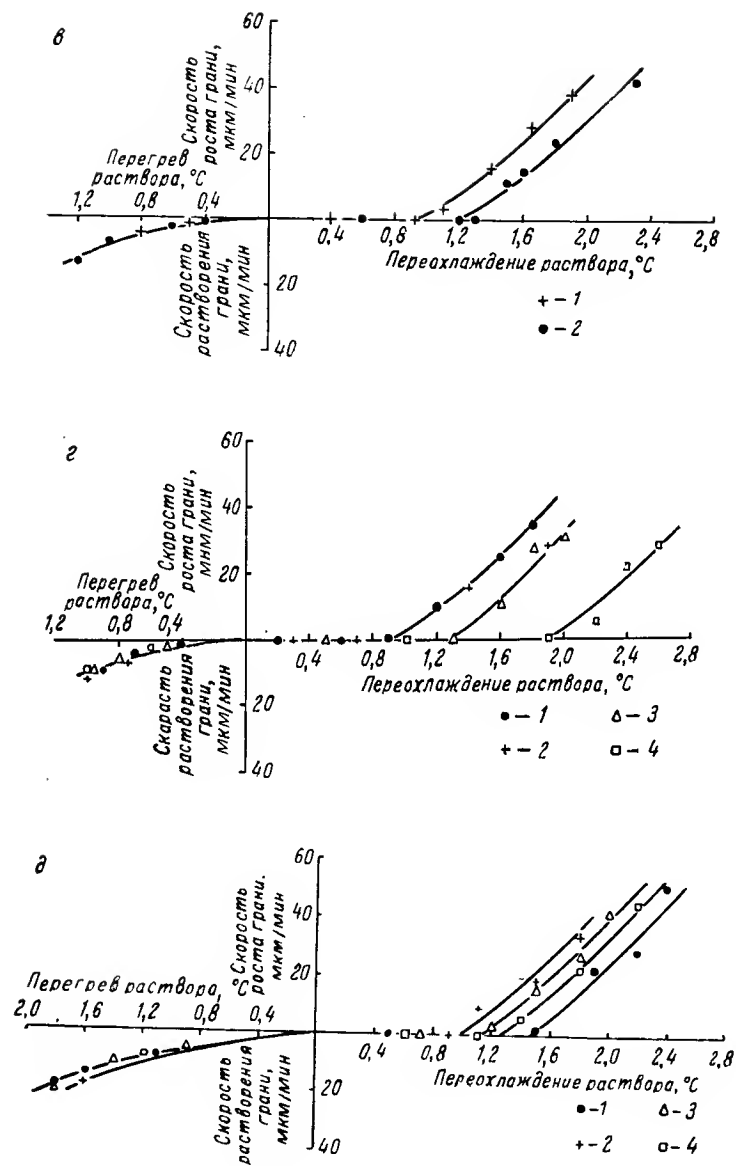 в
60
40
20
Скорость
роста грани,
мкм/мин
Перегрев
раствора, °С
1,2 0,8 0,4
0,4 1,2 1,6 2,0 2,4 2,8
Переохлаждение раствора, °С
Скорость
растворения
грани,
мкм/мин
20
40
+ – 1
● – 2
г
60
40
20
Скорость
роста грани,
мнм/мин
Перегрев
раствора, °С
1,2 0,8 0,4
0,4 0,8 1,2 1,6 2,0 2,4 2,8
Переохлаждение раствора, °С
Скарасть
растворения
грани,
мкм/мин
20
40
● – 1 △ – 3
+ – 2 □ – 4
д
60
40
20
Скорость
роста грани.
мкм/мин
Перегрев раствора, °С
2,0 1,6 1,2 0,8 0,4
0,4 0,8 1,2 1,6 2,0 2,4 2,8
Переохлаждение раствора, °С
Скорость
растворения
грани,
мкм/мин
20
40
● –1 △ –3
+ –2 □ –4